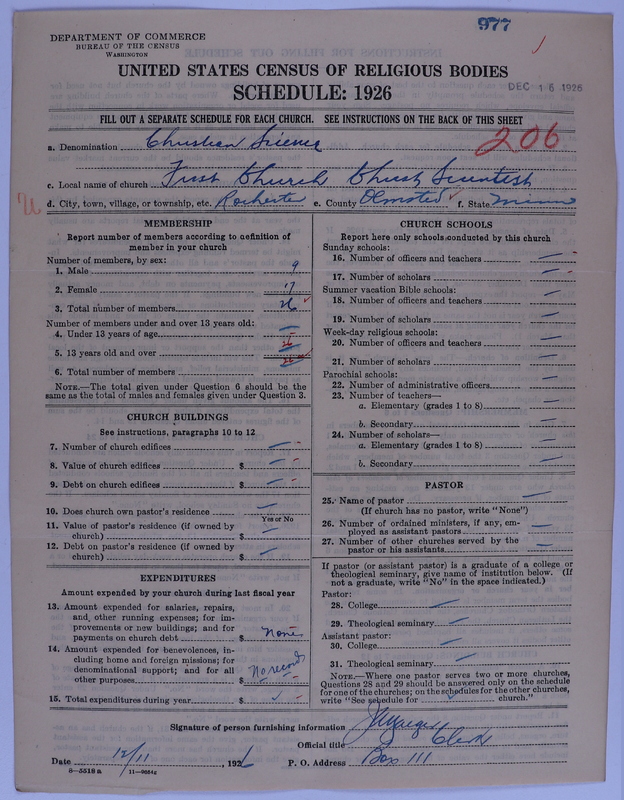 977
DEPARTMENT OF COMMERCE
BUREAU OF THE CENSUS
WASHINGTON
UNITED STATES CENSUS OF RELIGIOUS BODIES
DEC 16 1926
SCHEDULE: 1926
FILL OUT A SEPARATE SCHEDULE FOR EACH CHURCH. SEE INSTRUCTIONS ON THE BACK OF THIS SHEET
a. Denomination Christian Science
206
c. Local name of church First Church Christ Scientist
d. City, town, village, or township, etc. Rochester e. County Olmsted f. State Minn
MEMBERSHIP
Report number of members according to definition of
member in your church
Number of members, by sex:
1. Male 9
2. Female 17
3. Total number of members 26
Number of members under and over 13 years old:
4. Under 13 years of age —
5. 13 years old and over 26
6. Total number of members 26
NOTE.—The total given under Question 6 should be the
same as the total of males and females given under Question 3.
CHURCH BUILDINGS
See instructions, paragraphs 10 to 12
7. Number of church edifices —
8. Value of church edifices $ —
9. Debt on church edifices $ —
10. Does church own pastor's residence —
Yes or No
11. Value of pastor's residence (if owned by
church) $ —
12. Debt on pastor's residence (if owned by
church) $ —
EXPENDITURES
Amount expended by your church during last fiscal year
13. Amount expended for salaries, repairs,
and other running expenses; for im-
provements or new buildings; and for
payments on church debt $ none
14. Amount expended for benevolences, in-
cluding home and foreign missions; for
denominational support; and for all
other purposes $ No record
15. Total expenditures during year $
CHURCH SCHOOLS
Report here only schools conducted by this church
Sunday schools:
16. Number of officers and teachers —
17. Number of scholars —
Summer vacation Bible schools:
18. Number of officers and teachers —
19. Number of scholars —
Week-day religious schools:
20. Number of officers and teachers —
21. Number of scholars —
Parochial schools:
22. Number of administrative officers —
23. Number of teachers—
a. Elementary (grades 1 to 8) —
b. Secondary —
24. Number of scholars—
a. Elementary (grades 1 to 8) —
b. Secondary —
PASTOR
25. Name of pastor —
(If church has no pastor, write "None")
26. Number of ordained ministers, if any, em-
ployed as assistant pastors —
27. Number of other churches served by the
pastor or his assistants —
If pastor (or assistant pastor) is a graduate of a college or
theological seminary, give name of institution below. (If
not a graduate, write "No" in the space indicated.)
Pastor:
28. College —
29. Theological seminary —
Assistant pastor:
30. College —
31. Theological seminary —
NOTE.—Where one pastor serves two or more churches,
Questions 28 and 29 should be answered only on the schedule
for one of the churches; on the schedules for the other churches,
write "See schedule for church."
Signature of person furnishing information
Official title Clerk
Date 12/11, 1926 P. O. Address Box 111
8—5518 a 11—9554a